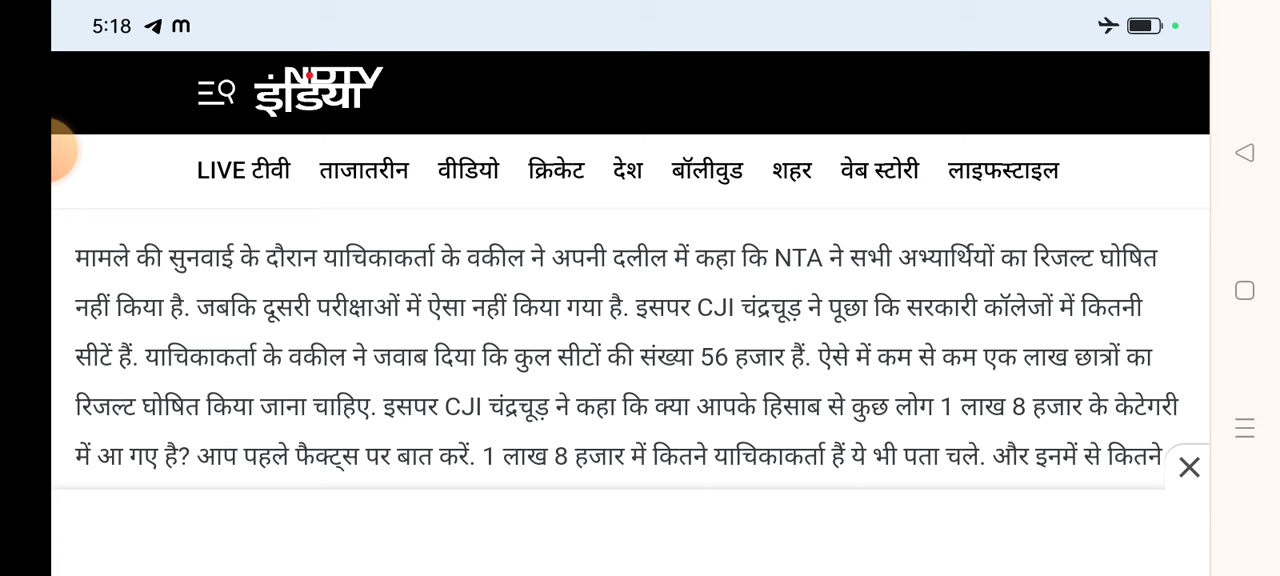 5:18 m
NDTV
इंडिया
LIVE टीवी ताजातरीन वीडियो क्रिकेट देश बॉलीवुड शहर वेब स्टोरी लाइफस्टाइल
मामले की सुनवाई के दौरान याचिकाकर्ता के वकील ने अपनी दलील में कहा कि NTA ने सभी अभ्यार्थियों का रिजल्ट घोषित
नहीं किया है. जबकि दूसरी परीक्षाओं में ऐसा नहीं किया गया है. इसपर CJI चंद्रचूड़ ने पूछा कि सरकारी कॉलेजों में कितनी
सीटें हैं. याचिकाकर्ता के वकील ने जवाब दिया कि कुल सीटों की संख्या 56 हजार हैं. ऐसे में कम से कम एक लाख छात्रों का
रिजल्ट घोषित किया जाना चाहिए. इसपर CJI चंद्रचूड़ ने कहा कि क्या आपके हिसाब से कुछ लोग 1 लाख 8 हजार के केटेगरी
में आ गए है? आप पहले फैक्ट्स पर बात करें. 1 लाख 8 हजार में कितने याचिकाकर्ता हैं ये भी पता चले. और इनमें से कितने